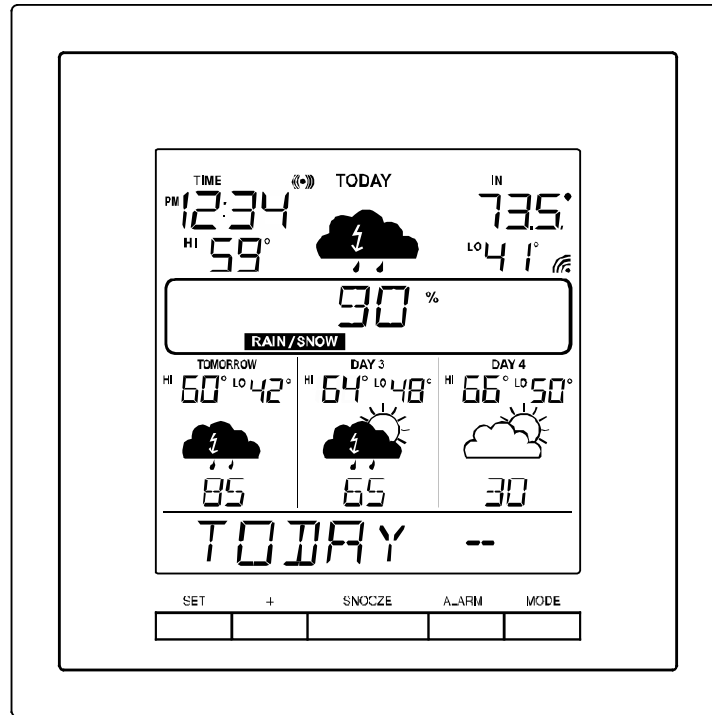 TIME TODAY IN
PM 12:34 73.5°
HI 59° LO 41°
90 %
RAIN/SNOW
TOMORROW DAY 3 DAY 4
HI 60° LO 42° HI 64° LO 48° HI 66° LO 50°
85 65 30
TODAY --
SET + SNOOZE ALARM MODE